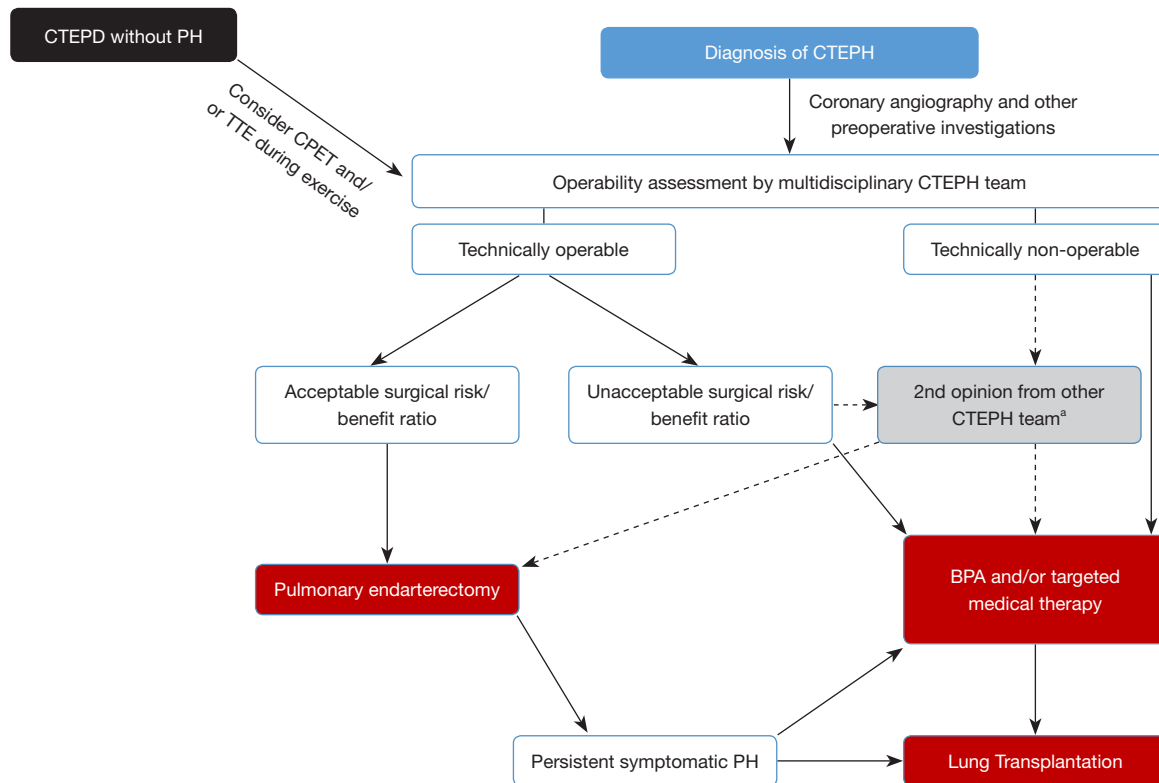 CTEPD without PH
Diagnosis of CTEPH
Consider CPET and/
or TTE during exercise
Coronary angiography and other
preoperative investigations
Operability assessment by multidisciplinary CTEPH team
Technically operable
Technically non-operable
Acceptable surgical risk/
benefit ratio
Unacceptable surgical risk/
benefit ratio
2nd opinion from other
CTEPH teamᵃ
Pulmonary endarterectomy
BPA and/or targeted
medical therapy
Persistent symptomatic PH
Lung Transplantation